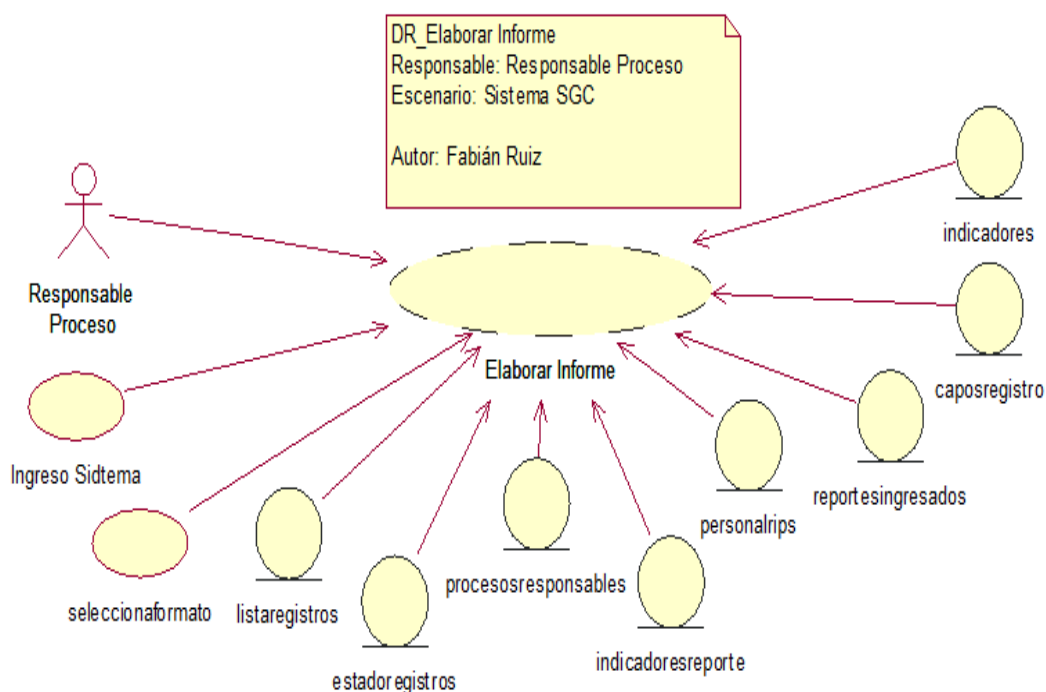 DR_Elaborar Informe
Responsable: Responsable Proceso
Escenario: Sistema SGC
Autor: Fabián Ruiz
indicadores
Responsable
Proceso
Elaborar Informe
caposregistro
Ingreso Sidtema
reportesingresados
personalrips
procesosresponsables
seleccionaformato
listaregistros
indicadoresreporte
estadoregistros